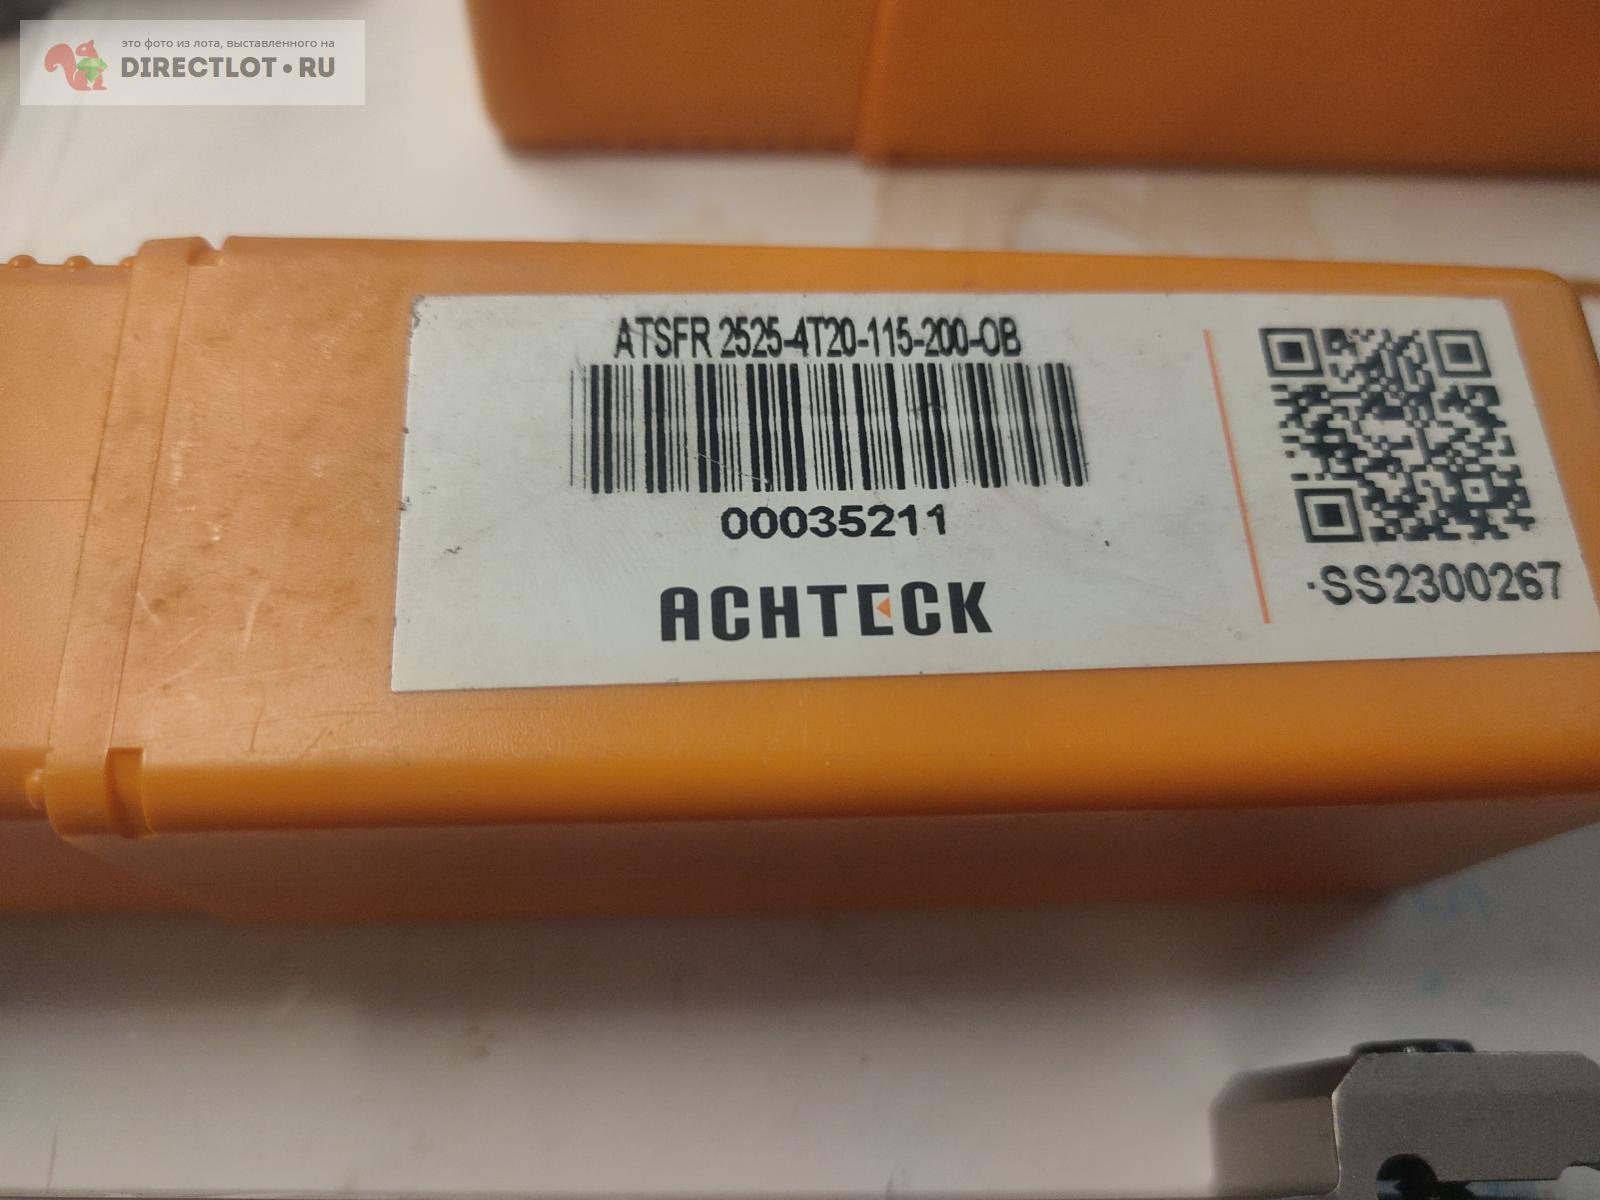 это фото из лота, выставленного на
DIRECTLOT•RU
ATSFR 2525-4T20-115-200-OB
00035211
ACHTECK
·SS2300267